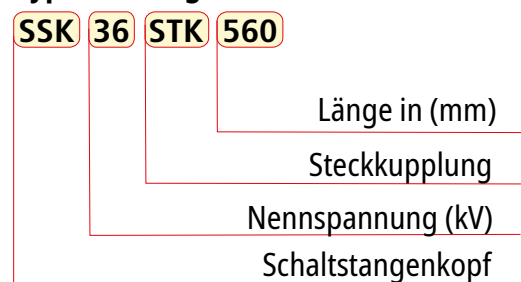 SSK 36 STK 560
Länge in (mm)
Steckkupplung
Nennspannung (kV)
Schaltstangenkopf